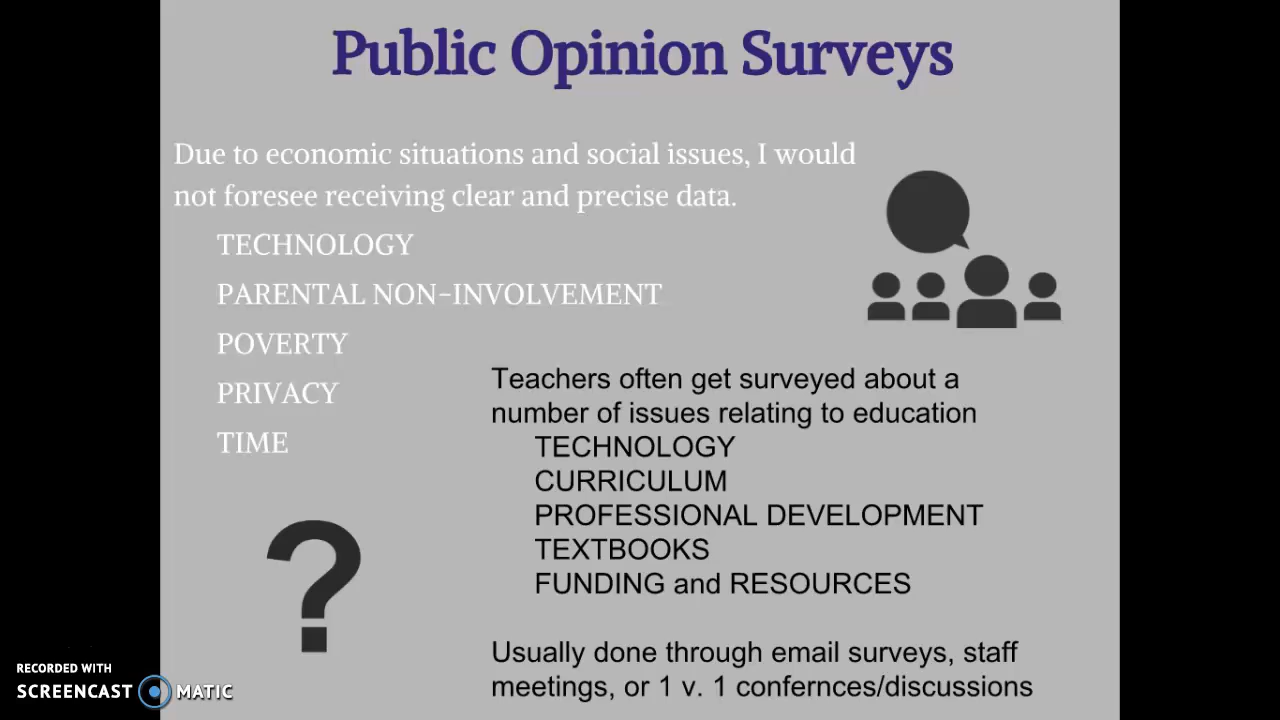 Public Opinion Surveys
Due to economic situations and social issues, I would
not foresee receiving clear and precise data.
TECHNOLOGY
PARENTAL NON-INVOLVEMENT
POVERTY
PRIVACY
TIME
Teachers often get surveyed about a
number of issues relating to education
TECHNOLOGY
CURRICULUM
PROFESSIONAL DEVELOPMENT
TEXTBOOKS
FUNDING and RESOURCES
Usually done through email surveys, staff
meetings, or 1 v. 1 confernces/discussions
?
RECORDED WITH
SCREENCAST MATIC